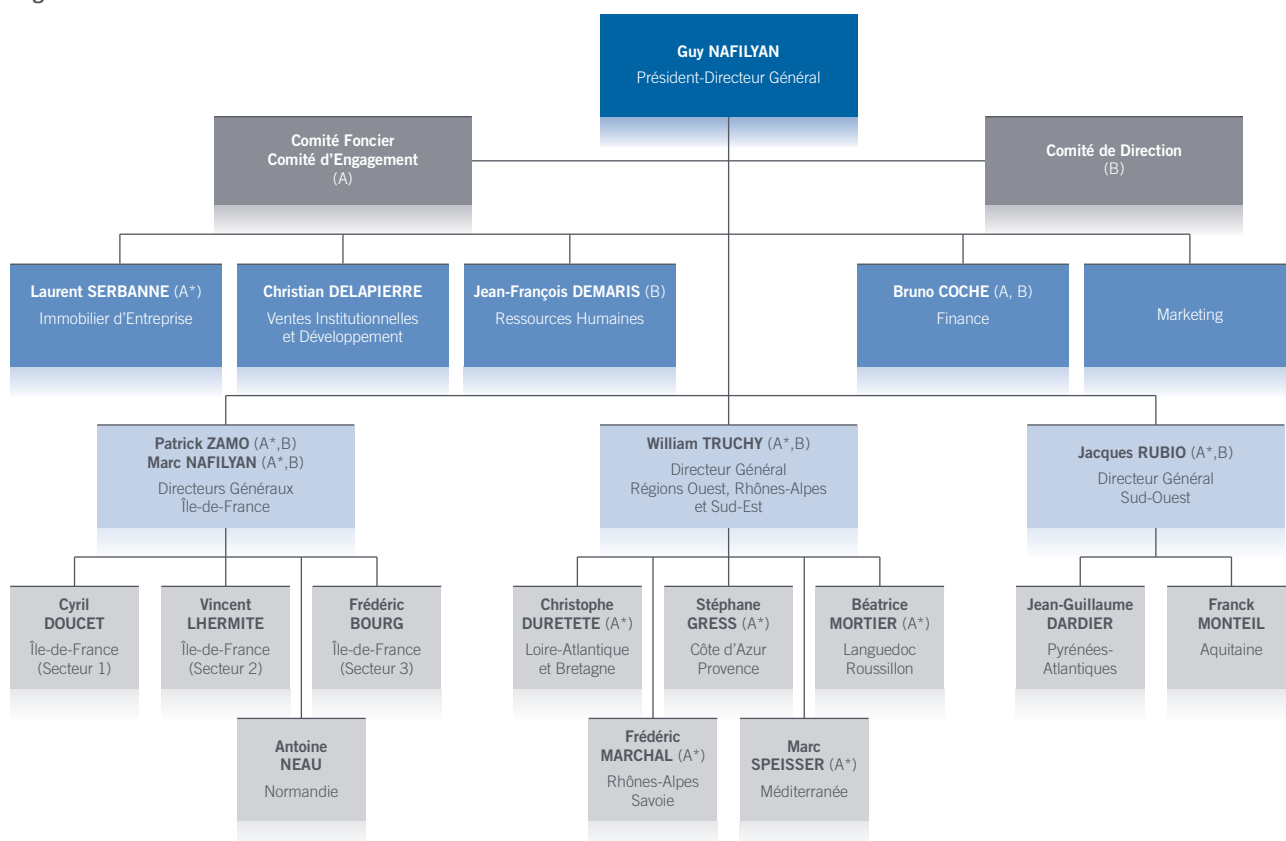 Guy NAFILYAN
Président-Directeur Général
Comité Foncier
Comité d'Engagement
(A)
Comité de Direction
(B)
Laurent SERBANNE (A*)
Immobilier d'Entreprise
Christian DELAPIERRE
Ventes Institutionnelles
et Développement
Jean-François DEMARIS (B)
Ressources Humaines
Bruno COCHE (A, B)
Finance
Marketing
Patrick ZAMO (A*,B)
Marc NAFILYAN (A*,B)
Directeurs Généraux
Île-de-France
William TRUCHY (A*,B)
Directeur Général
Régions Ouest, Rhônes-Alpes
et Sud-Est
Jacques RUBIO (A*,B)
Directeur Général
Sud-Ouest
Cyril
DOUCET
Île-de-France
(Secteur 1)
Vincent
LHERMITE
Île-de-France
(Secteur 2)
Frédéric
BOURG
Île-de-France
(Secteur 3)
Christophe
DURETETE (A*)
Loire-Atlantique
et Bretagne
Stéphane
GRESS (A*)
Côte d'Azur
Provence
Béatrice
MORTIER (A*)
Languedoc
Roussillon
Jean-Guillaume
DARDIER
Pyrénées-
Atlantiques
Franck
MONTEIL
Aquitaine
Antoine
NEAU
Normandie
Frédéric
MARCHAL (A*)
Rhônes-Alpes
Savoie
Marc
SPEISSER (A*)
Méditerranée